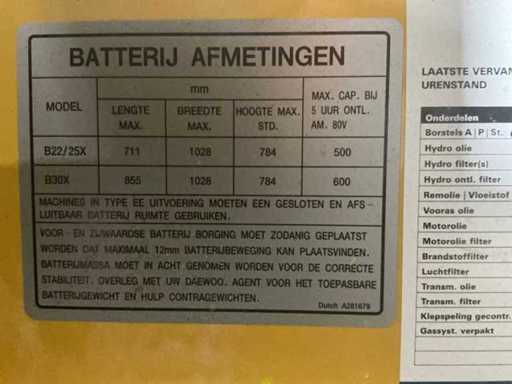 BATTERIJ AFMETINGEN
MODEL
mm
LENGTE MAX.
BREEDTE MAX.
HOOGTE MAX. STD.
MAX. CAP. BIJ 5 UUR ONTL. AM. 80V
B22/25X 711 1028 784 500
B30X 855 1028 784 600
MACHINES IN TYPE EE UITVOERING MOETEN EEN GESLOTEN EN AFS-
LUITBAAR BATTERIJ RUIMTE GEBRUIKEN.
VOOR - EN ZIJWAARDSE BATTERIJ BORGING MOET ZODANIG GEPLAATST
WORDEN DAT MAXIMAAL 12mm BATTERIJBEWEGING KAN PLAATSVINDEN.
BATTERIJMASSA MOET IN ACHT GENOMEN WORDEN VOOR DE CORRECTE
STABILITEIT. OVERLEG MET UW DAEWOO. AGENT VOOR HET TOEPASBARE
BATTERIJGEWICHT EN HULP CONTRAGEWICHTEN.
Dutch A281679
LAATSTE VERVAN
URENSTAND
Onderdelen
Borstels A | P | St.
Hydro olie
Hydro filter(s)
Hydro ontl. filter
Remolie | Vloeistof
Vooras olie
Motorolie
Motorolie filter
Brandstoffilter
Luchtfilter
Transm. olie
Transm. filter
Klepspeling gecontr.
Gassyst. verpakt